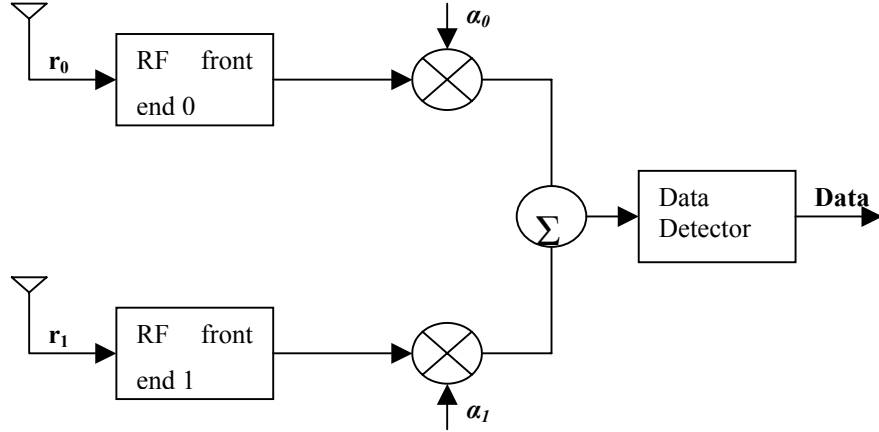 α₀
r₀
RF front
end 0
Σ
Data
Detector
Data
r₁
RF front
end 1
α₁